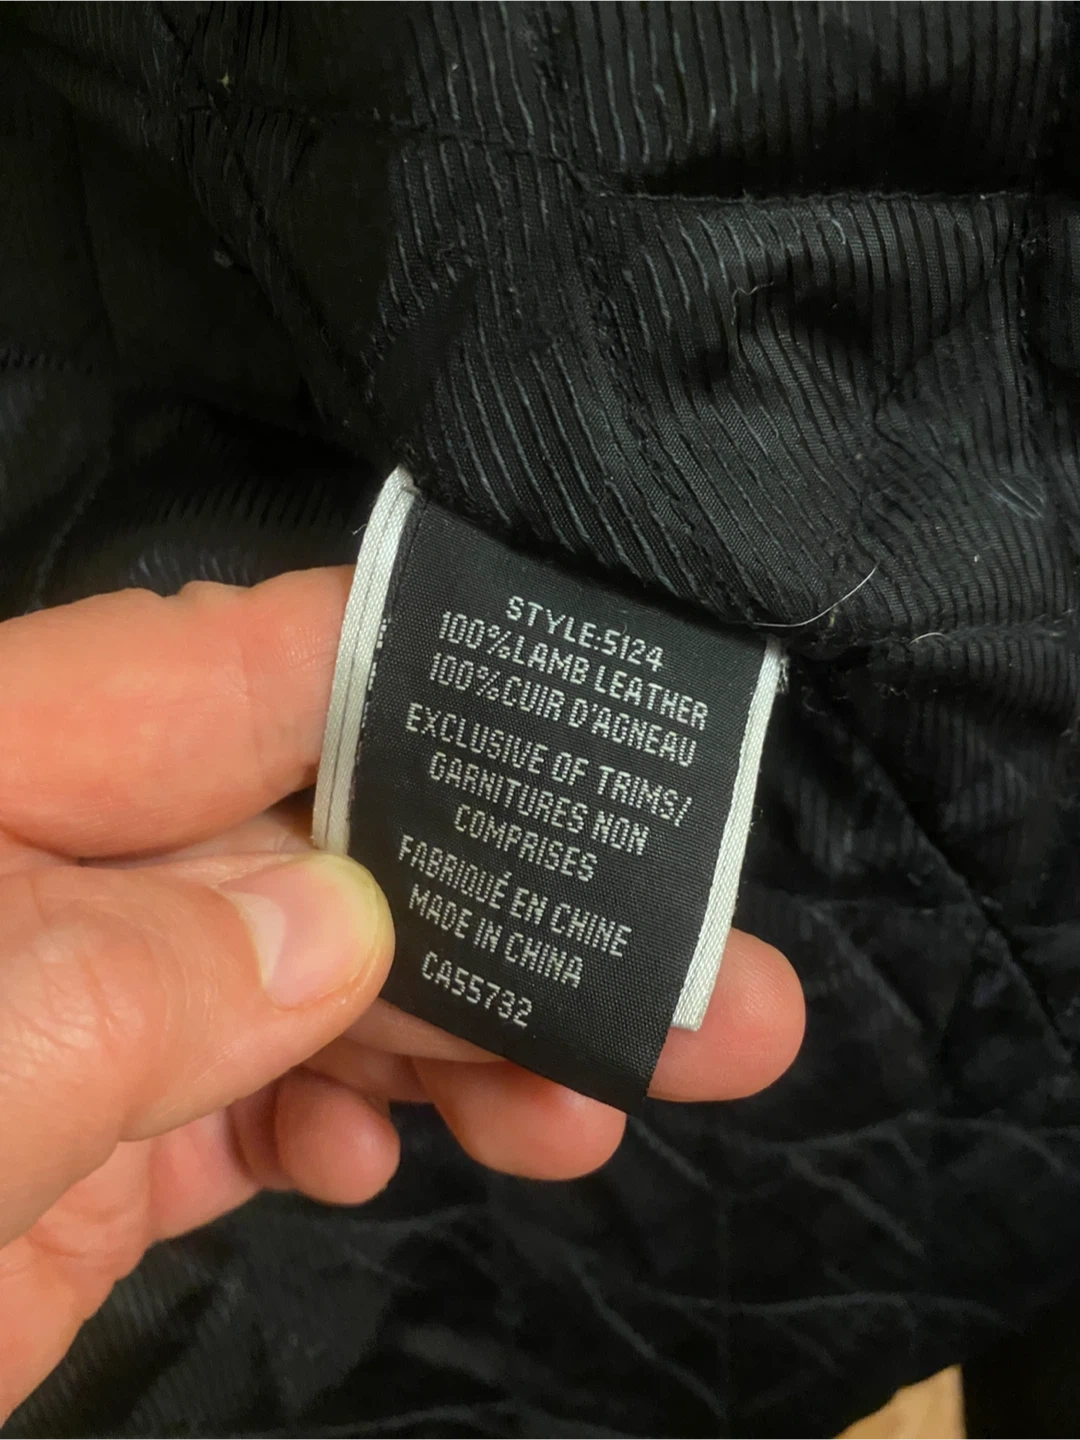 STYLE:5124
100%LAMB LEATHER
100%CUIR D'AGNEAU
EXCLUSIVE OF TRIMS/
GARNITURES NON
COMPRISES
FABRIQUÉ EN CHINE
MADE IN CHINA
CA55732